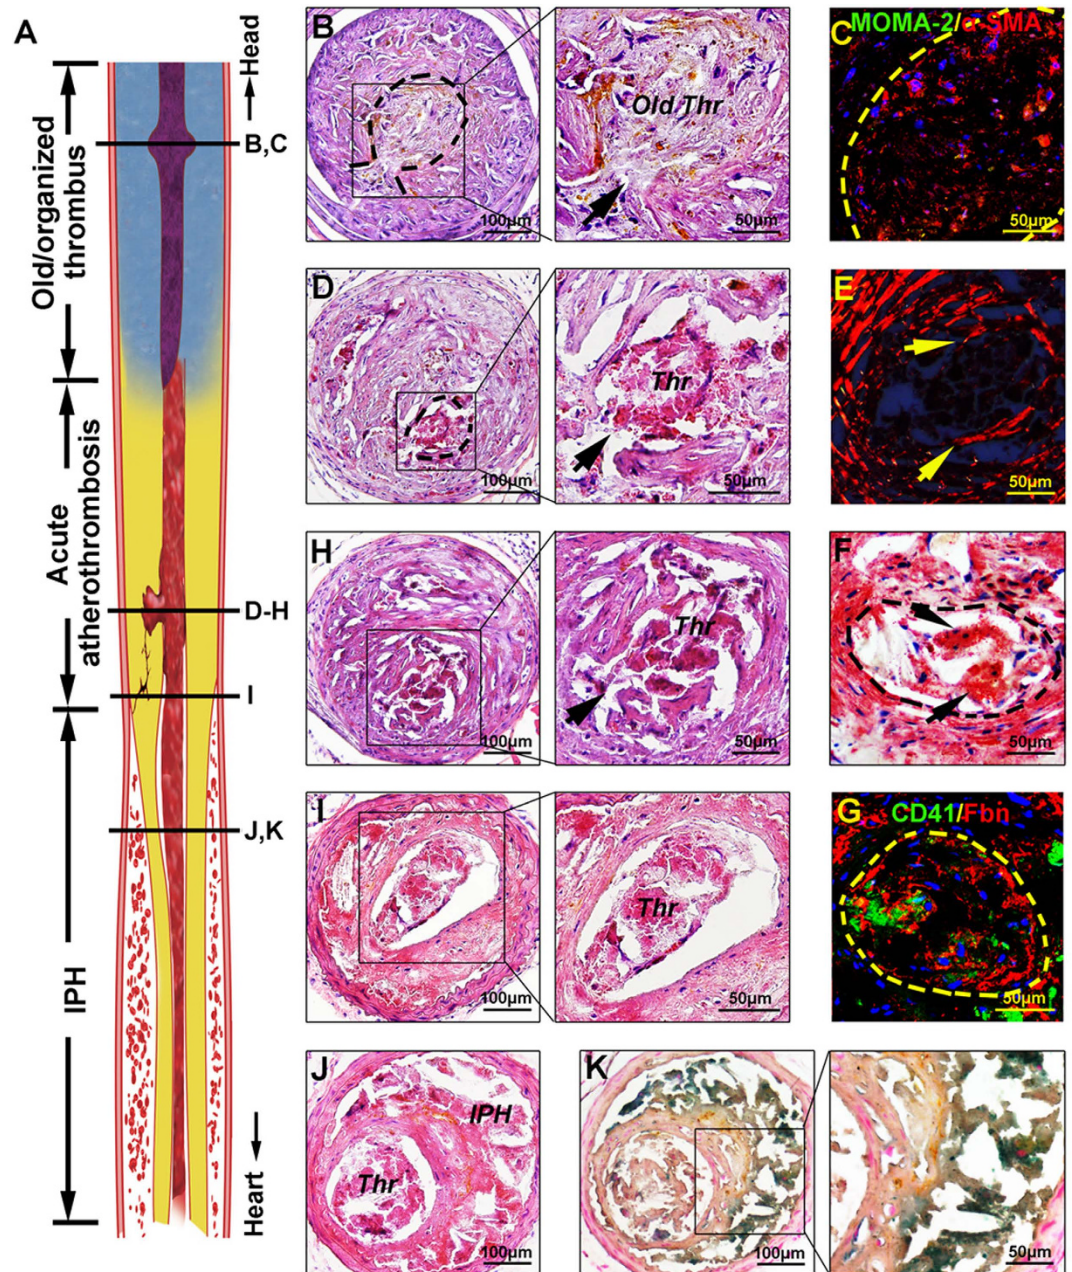 A
Head
Old/organized
thrombus
B,C
Acute
atherothrombosis
D-H
I
IPH
J,K
Heart
B
100μm
Old Thr
50μm
C
MOMA-2/α-SMA
50μm
D
100μm
Thr
50μm
E
50μm
H
100μm
Thr
50μm
F
50μm
I
100μm
Thr
50μm
G
CD41/Fbn
50μm
J
IPH
Thr
100μm
K
100μm
50μm